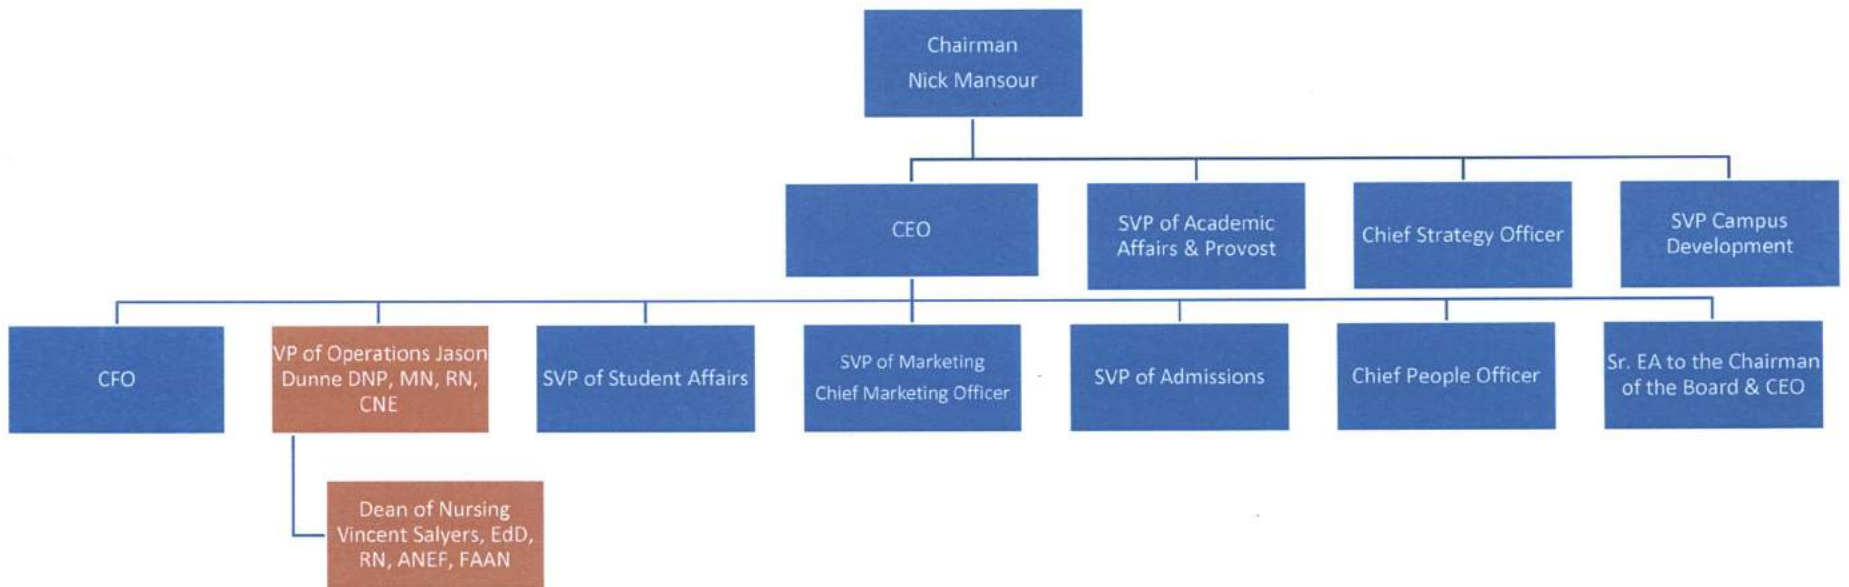 Chairman
Nick Mansour
CEO
SVP of Academic
Affairs & Provost
Chief Strategy Officer
SVP Campus
Development
CFO
VP of Operations Jason
Dunne DNP, MN, RN,
CNE
SVP of Student Affairs
SVP of Marketing
Chief Marketing Officer
SVP of Admissions
Chief People Officer
Sr. EA to the Chairman
of the Board & CEO
Dean of Nursing
Vincent Salyers, EdD,
RN, ANEF, FAAN